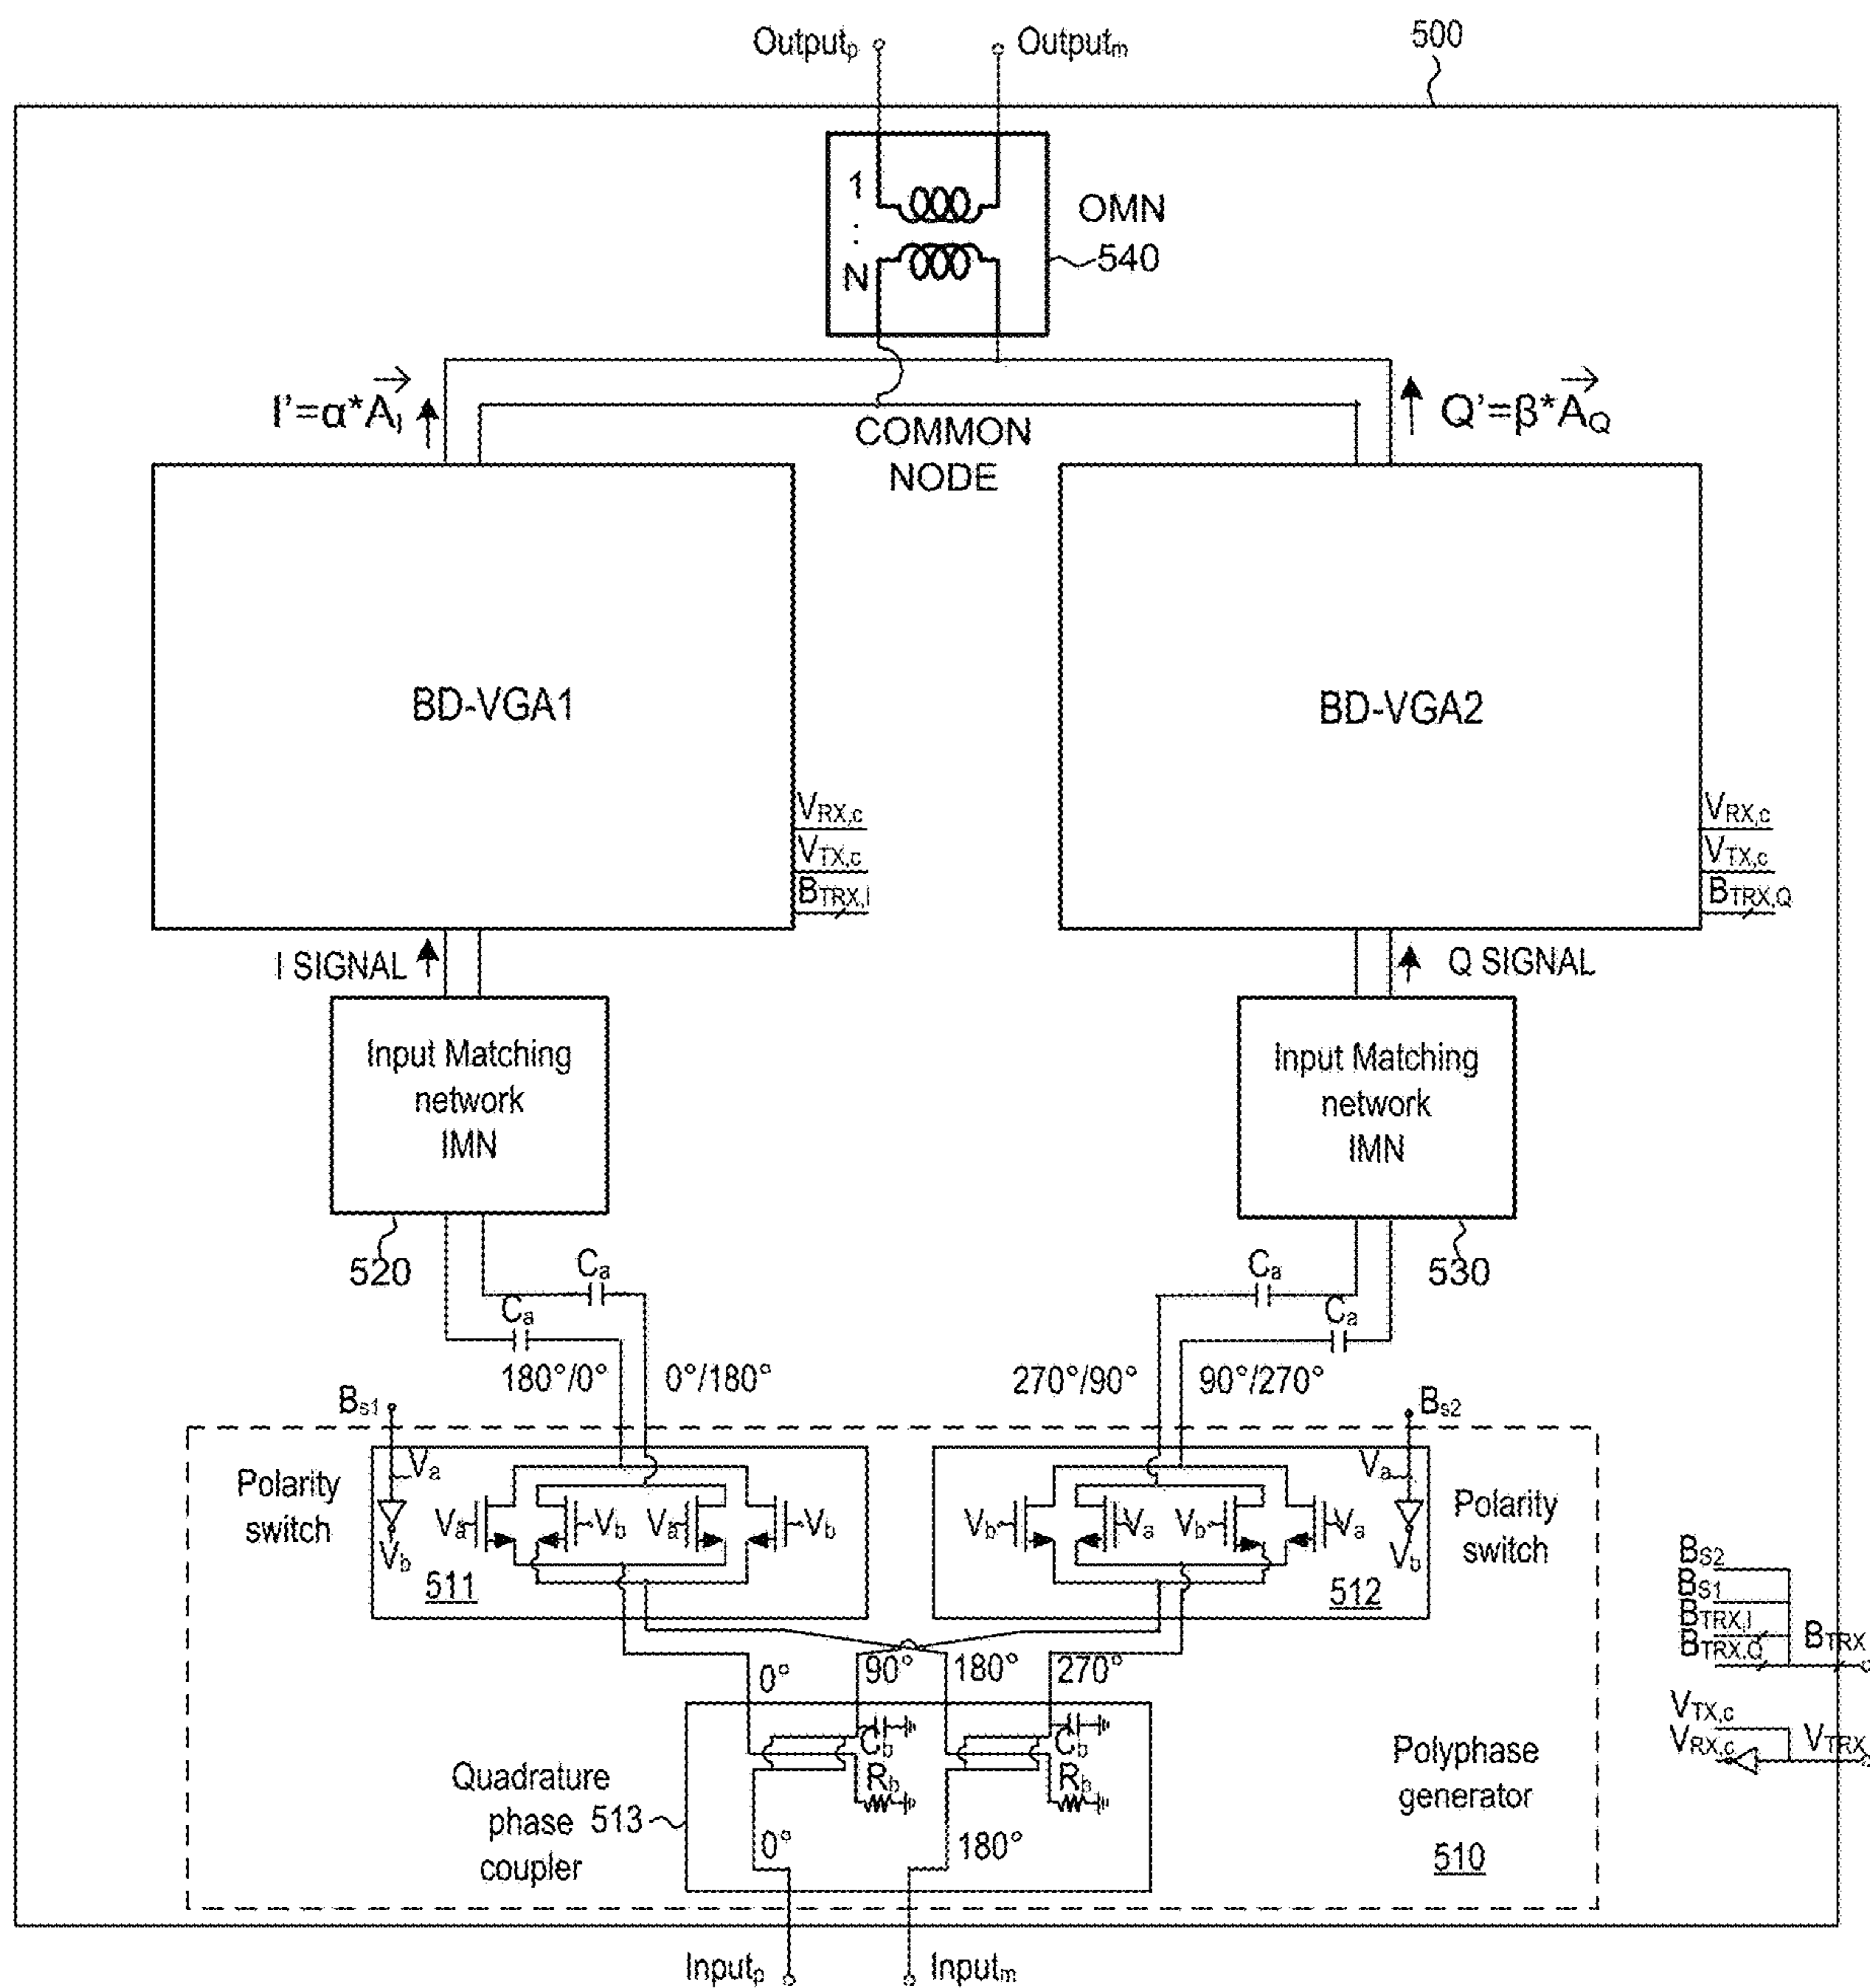 Outputp Outputm 500
1
:
N
OMN
540
I'=α*AI
Q'=β*AQ
COMMON
NODE
BD-VGA1
BD-VGA2
VRX,c
VTX,c
BTRX,I
VRX,c
VTX,c
BTRX,Q
I SIGNAL
Q SIGNAL
Input Matching
network
IMN
Input Matching
network
IMN
520
530
Ca
Ca
Ca
Ca
180°/0° 0°/180° 270°/90° 90°/270°
Bs1
Bs2
Polarity
switch
Va
Vb
Va Vb Va Vb
511
Vb Va Vb Va
Va
Vb
512
Polarity
switch
BS2
BS1
BTRX,I
BTRX,Q
BTRX
0° 90° 180° 270°
VTX,c
VRX,c
VTRX
Cb Cb
Rb Rb
Quadrature
phase 513
coupler
0° 180°
Polyphase
generator
510
Inputp Inputm